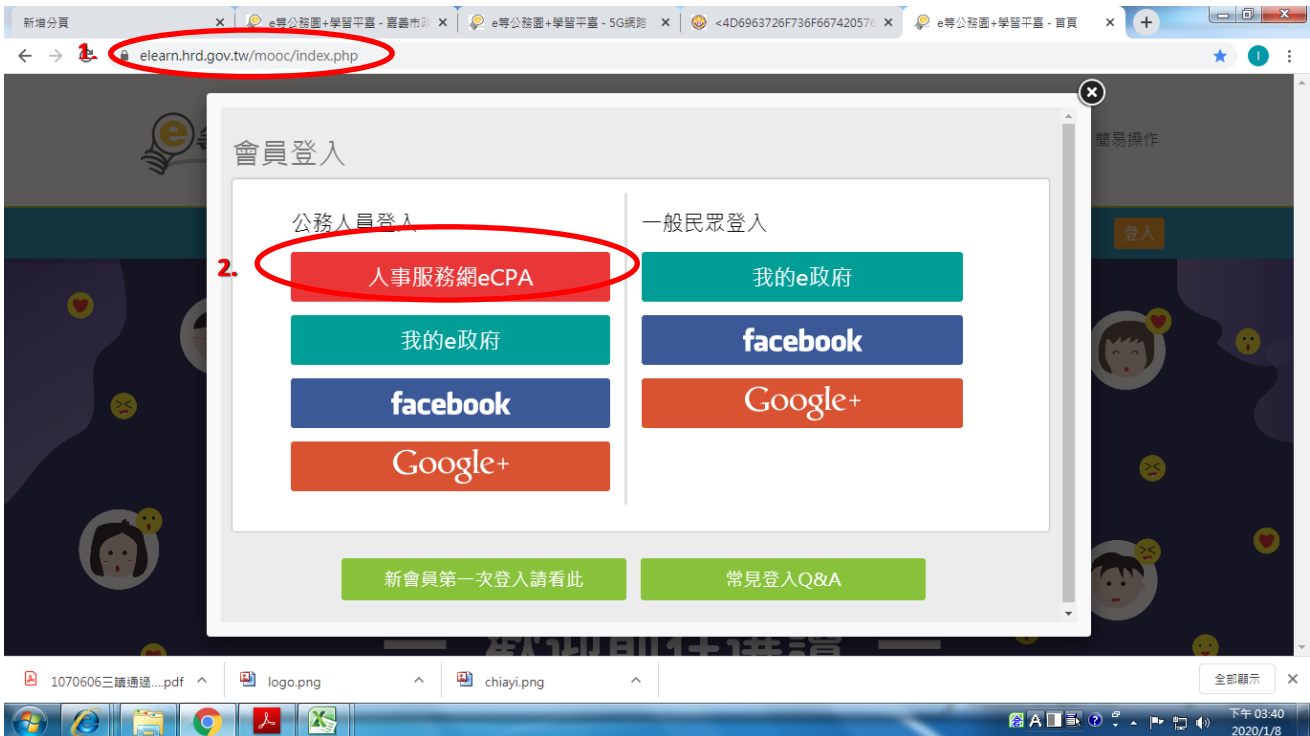 新增分頁
e等公務園+學習平臺 - 嘉義市
e等公務園+學習平臺 - 5G網路
<4D6963726F736F667420576
e等公務園+學習平臺 - 首頁
1.
elearn.hrd.gov.tw/mooc/index.php
I
簡易操作
登入
會員登入
公務人員登入
一般民眾登入
2.
人事服務網eCPA
我的e政府
我的e政府
facebook
facebook
Google+
Google+
新會員第一次登入請看此
常見登入Q&A
1070606三讀通過....pdf
logo.png
chiayi.png
全部顯示
下午 03:40
2020/1/8